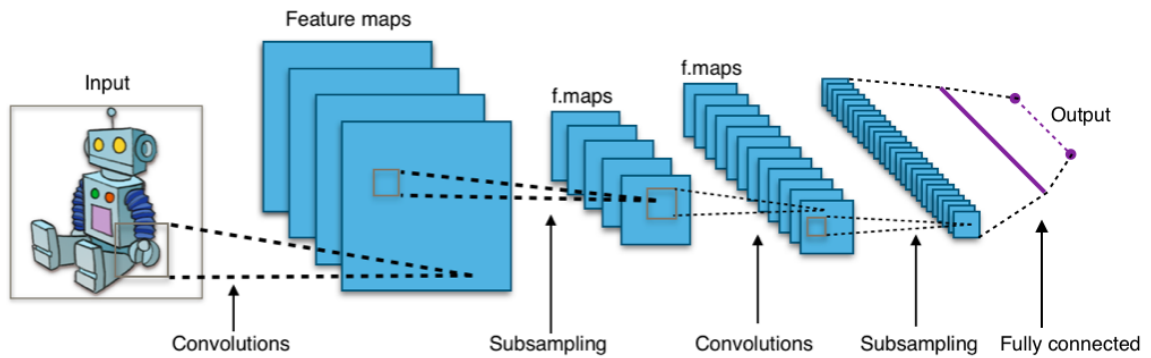 Feature maps
Input
f.maps
f.maps
Output
Convolutions
Subsampling
Convolutions
Subsampling
Fully connected